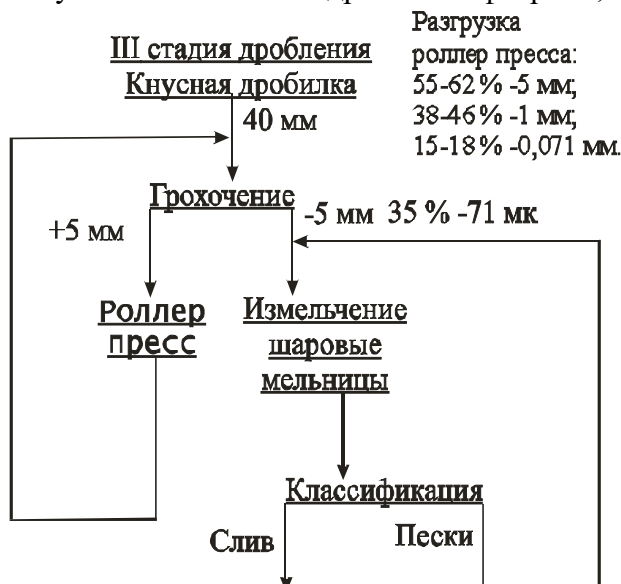 Разгрузка
роллер пресса:
55-62% -5 мм;
38-46% -1 мм;
15-18% -0,071 мм.
III стадия дробления
Кнусная дробилка
40 мм
Грохочение
+5 мм
-5 мм 35 % -71 мк
Роллер
пресс
Измельчение
шаровые
мельницы
Классификация
Слив
Пески